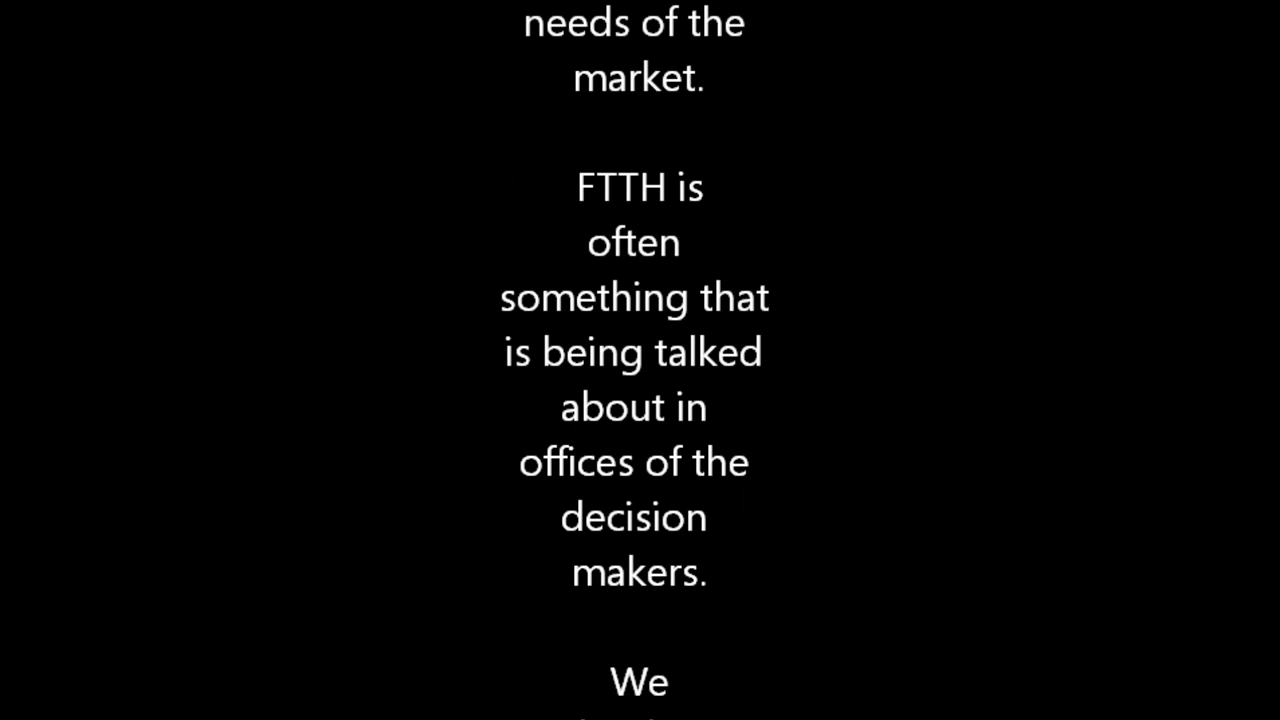 needs of the
market.
FTTH is
often
something that
is being talked
about in
offices of the
decision
makers.
We